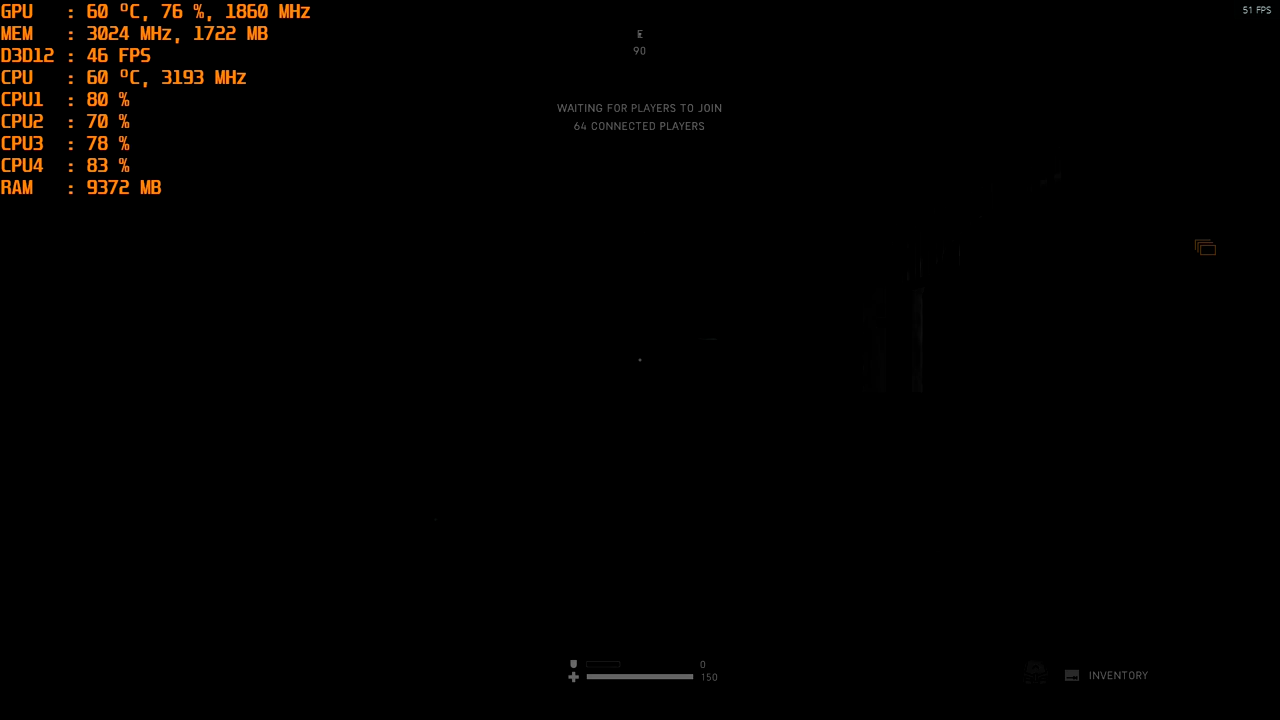 GPU : 60 ºC, 76 %, 1860 MHz
MEM : 3024 MHz, 1722 MB
D3D12 : 46 FPS
CPU : 60 ºC, 3193 MHz
CPU1 : 80 %
CPU2 : 70 %
CPU3 : 78 %
CPU4 : 83 %
RAM : 9372 MB
51 FPS
E
90
WAITING FOR PLAYERS TO JOIN
64 CONNECTED PLAYERS
0
150
INVENTORY